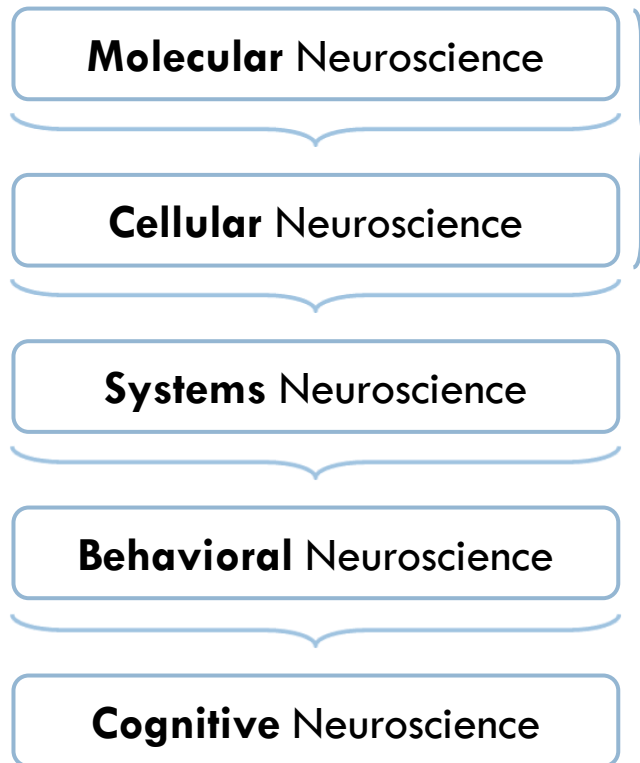 Molecular Neuroscience
Cellular Neuroscience
Systems Neuroscience
Behavioral Neuroscience
Cognitive Neuroscience